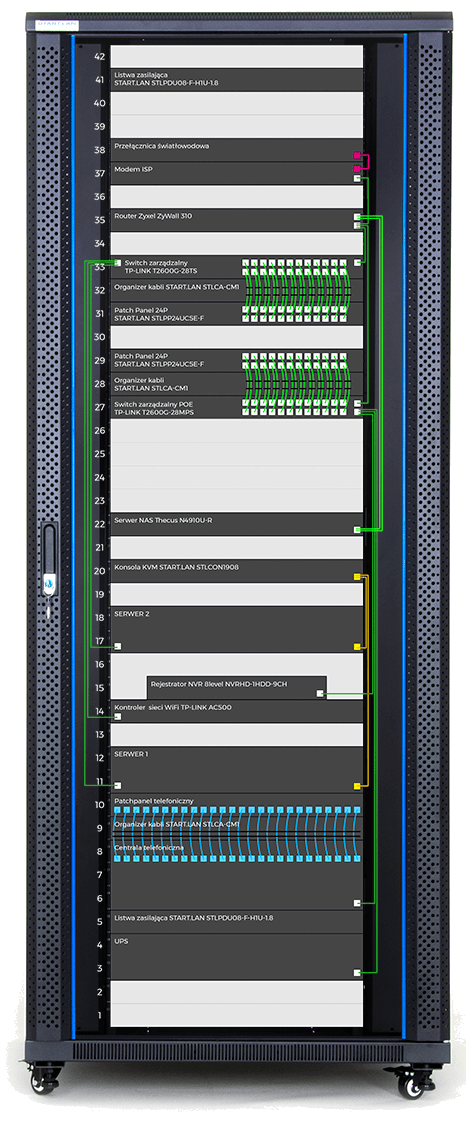 START.LAN
42
Listwa zasilająca
41
START.LAN STLPDU08-F-H1U-1.8
40
39
38
Przełącznica światłowodowa
37
Modem ISP
36
35
Router Zyxel ZyWall 310
34
33
Switch zarządzalny
TP-LINK T2600G-28TS
32
Organizer kabli START.LAN STLCA-CM1
31
Patch Panel 24P
START.LAN STLPP24UC5E-F
30
29
Patch Panel 24P
START.LAN STLPP24UC5E-F
28
Organizer kabli
START.LAN STLCA-CM1
27
Switch zarządzalny POE
TP-LINK T2600G-28MPS
26
25
24
23
22
Serwer NAS Thecus N4910U-R
21
20
Konsola KVM START.LAN STLCON1908
19
18
SERWER 2
17
16
15
Rejestrator NVR 8level NVRHD-1HDD-9CH
14
Kontroler sieci WiFi TP-LINK AC500
13
12
SERWER 1
11
10
Patchpanel telefoniczny
9
Organizer kabli START.LAN STLCA-CM1
8
Centrala telefoniczna
7
6
5
Listwa zasilająca START.LAN STLPDU08-F-H1U-1.8
4
UPS
3
2
1